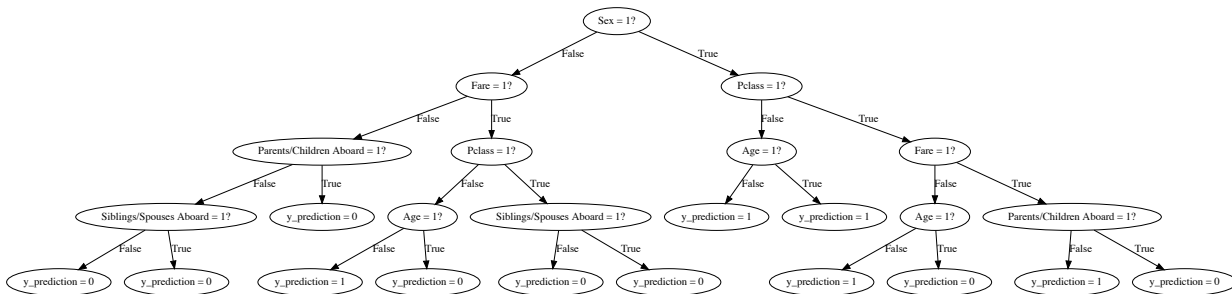 Sex = 1?
False
True
Fare = 1?
Pclass = 1?
False
True
False
True
Parents/Children Aboard = 1?
Pclass = 1?
Age = 1?
Fare = 1?
False
True
False
True
False
True
False
True
Siblings/Spouses Aboard = 1?
y_prediction = 0
Age = 1?
Siblings/Spouses Aboard = 1?
y_prediction = 1
y_prediction = 1
Age = 1?
Parents/Children Aboard = 1?
False
True
False
True
False
True
False
True
False
True
y_prediction = 0
y_prediction = 0
y_prediction = 1
y_prediction = 0
y_prediction = 0
y_prediction = 0
y_prediction = 1
y_prediction = 0
y_prediction = 1
y_prediction = 0